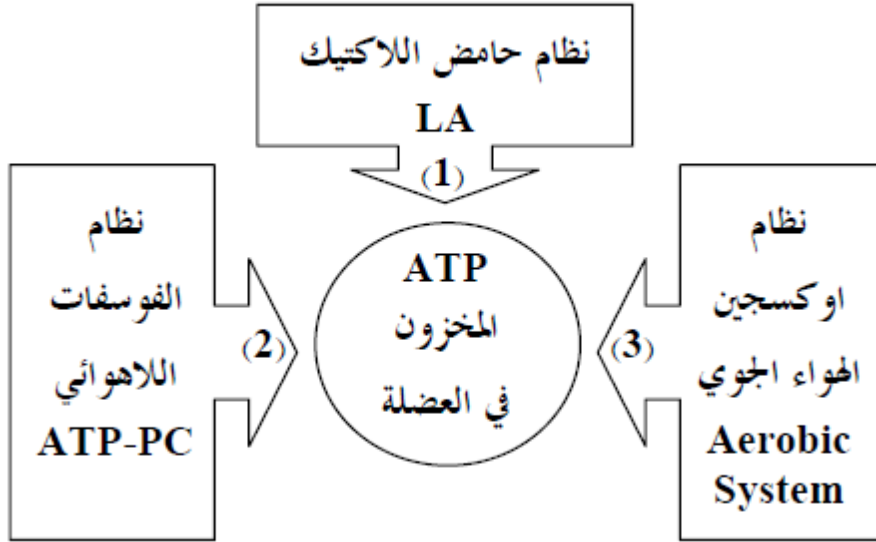 نظام حامض اللاكتيك
LA
(1)
نظام
الفوسفات
اللاهوائي
ATP-PC
(2)
ATP
المخزون
في العضلة
(3)
نظام
اوكسجين
الهواء الجوي
Aerobic
System